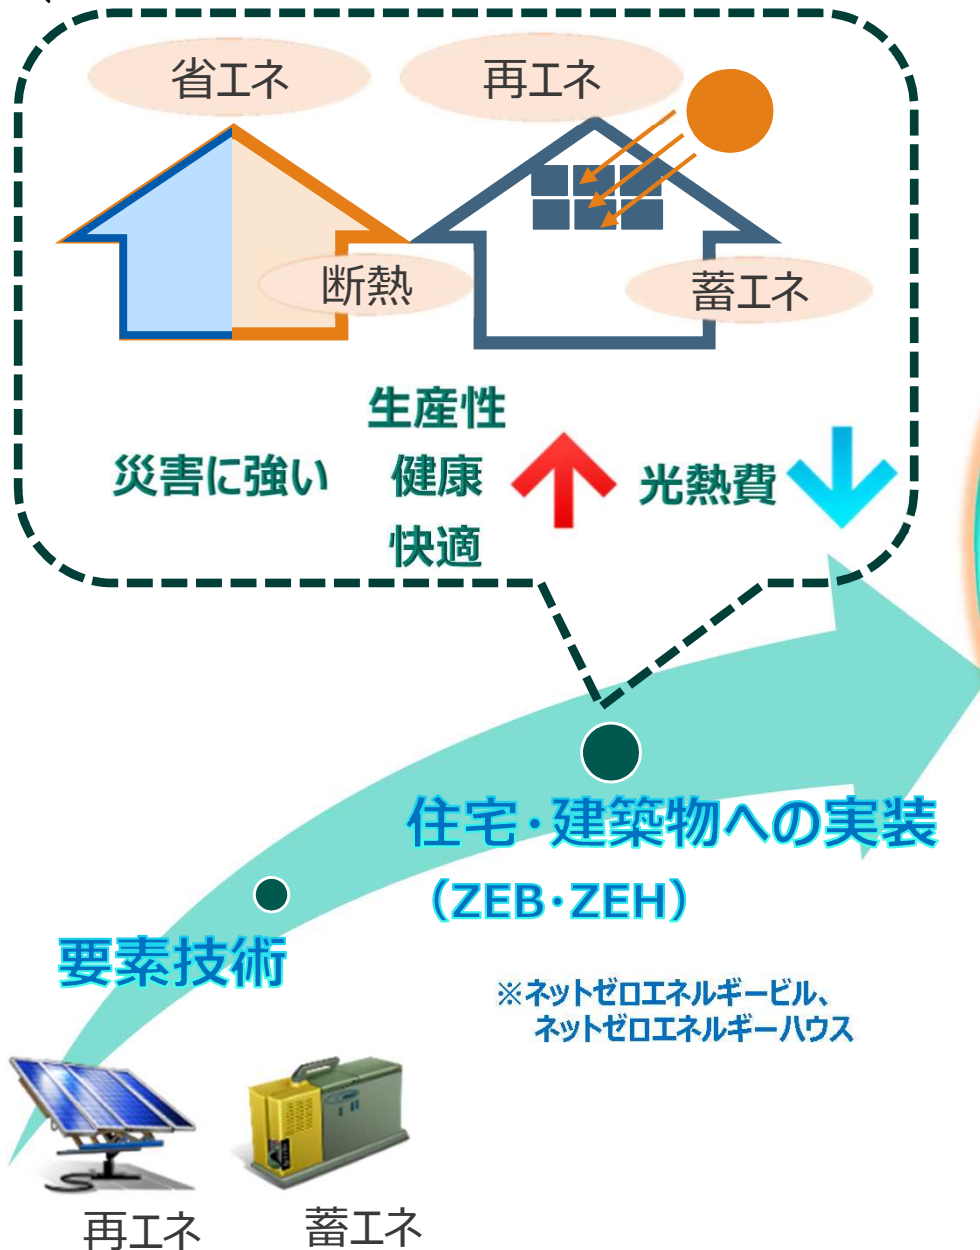 省エネ
再エネ
断熱
蓄エネ
生産性
災害に強い
健康
快適
光熱費
住宅・建築物への実装
（ZEB・ZEH）
要素技術
※ネットゼロエネルギービル、
ネットゼロエネルギーハウス
再エネ
蓄エネ